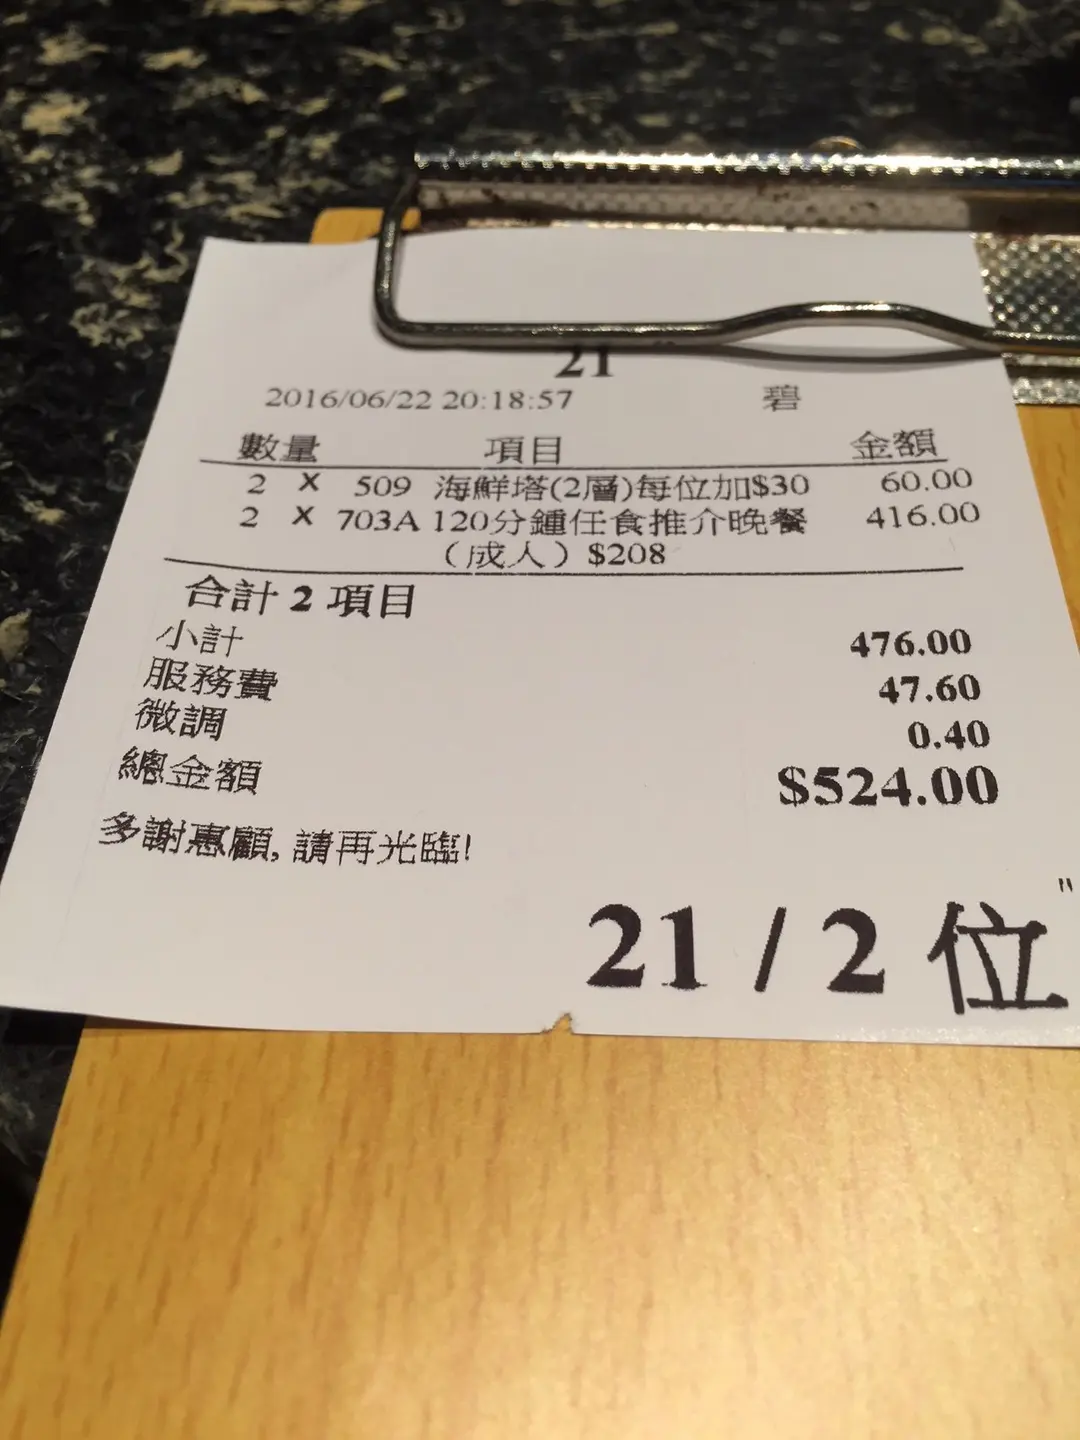 21
2016/06/22 20:18:57 碧
數量 項目 金額
2 X 509 海鮮塔(2層)每位加$30 60.00
2 X 703A 120分鍾任食推介晚餐 416.00
(成人) $208
合計 2 項目
小計 476.00
服務費 47.60
微調 0.40
總金額 $524.00
多謝惠顧, 請再光臨!
"
21 / 2 位